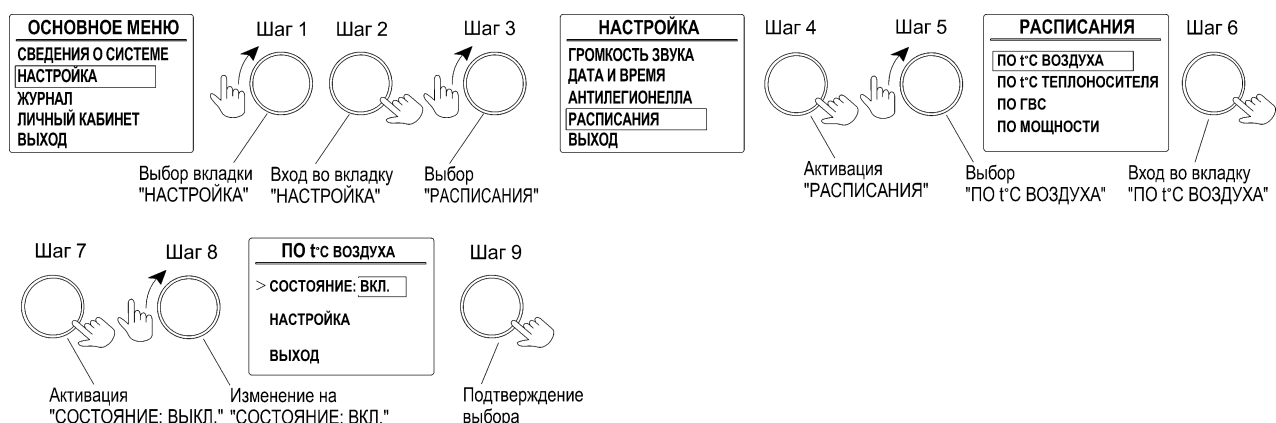 ОСНОВНОЕ МЕНЮ
СВЕДЕНИЯ О СИСТЕМЕ
НАСТРОЙКА
ЖУРНАЛ
ЛИЧНЫЙ КАБИНЕТ
ВЫХОД
Шаг 1
Выбор вкладки
"НАСТРОЙКА"
Шаг 2
Вход во вкладку
"НАСТРОЙКА"
Шаг 3
Выбор
"РАСПИСАНИЯ"
НАСТРОЙКА
ГРОМКОСТЬ ЗВУКА
ДАТА И ВРЕМЯ
АНТИЛЕГИОНЕЛЛА
РАСПИСАНИЯ
ВЫХОД
Шаг 4
Активация
"РАСПИСАНИЯ"
Шаг 5
Выбор
"ПО t°C ВОЗДУХА"
РАСПИСАНИЯ
ПО t°C ВОЗДУХА
ПО t°C ТЕПЛОНОСИТЕЛЯ
ПО ГВС
ПО МОЩНОСТИ
Шаг 6
Вход во вкладку
"ПО t°C ВОЗДУХА"
Шаг 7
Активация
"СОСТОЯНИЕ: ВЫКЛ."
Шаг 8
Изменение на
"СОСТОЯНИЕ: ВКЛ."
ПО t°C ВОЗДУХА
> СОСТОЯНИЕ: ВКЛ.
НАСТРОЙКА
ВЫХОД
Шаг 9
Подтверждение
выбора